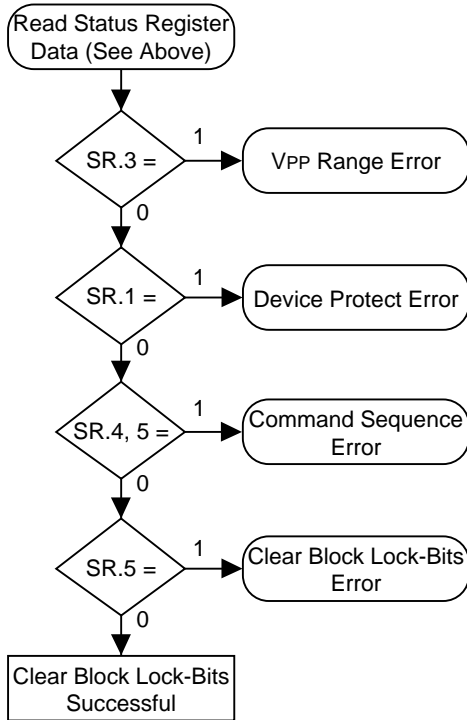 Read Status Register
Data (See Above)
SR.3 =
1
VPP Range Error
0
SR.1 =
1
Device Protect Error
0
SR.4, 5 =
1
Command Sequence
Error
0
SR.5 =
1
Clear Block Lock-Bits
Error
0
Clear Block Lock-Bits
Successful